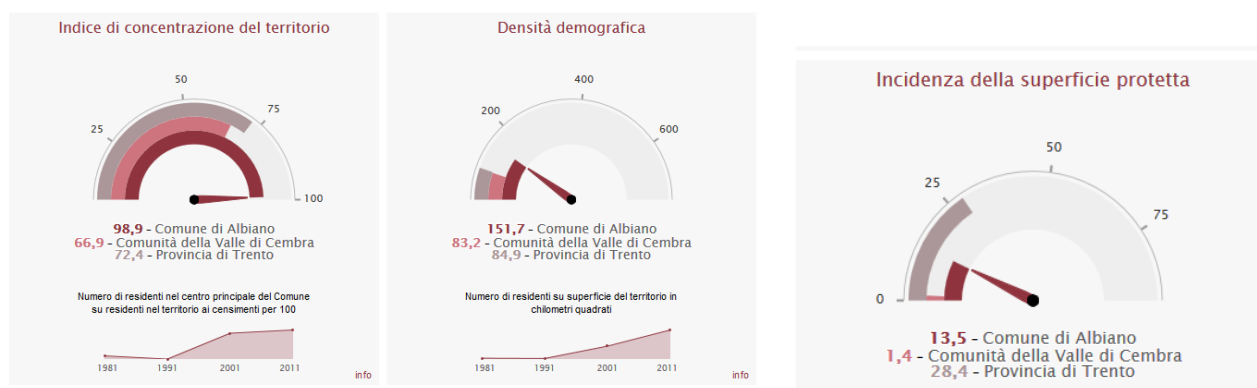 Indice di concentrazione del territorio
50
25
75
100
98,9 - Comune di Albiano
66,9 - Comunità della Valle di Cembra
72,4 - Provincia di Trento
Numero di residenti nel centro principale del Comune
su residenti nel territorio ai censimenti per 100
1981 1991 2001 2011
info
Densità demografica
400
200
600
151,7 - Comune di Albiano
83,2 - Comunità della Valle di Cembra
84,9 - Provincia di Trento
Numero di residenti su superficie del territorio in
chilometri quadrati
1981 1991 2001 2011
info
Incidenza della superficie protetta
50
25
75
0
13,5 - Comune di Albiano
1,4 - Comunità della Valle di Cembra
28,4 - Provincia di Trento